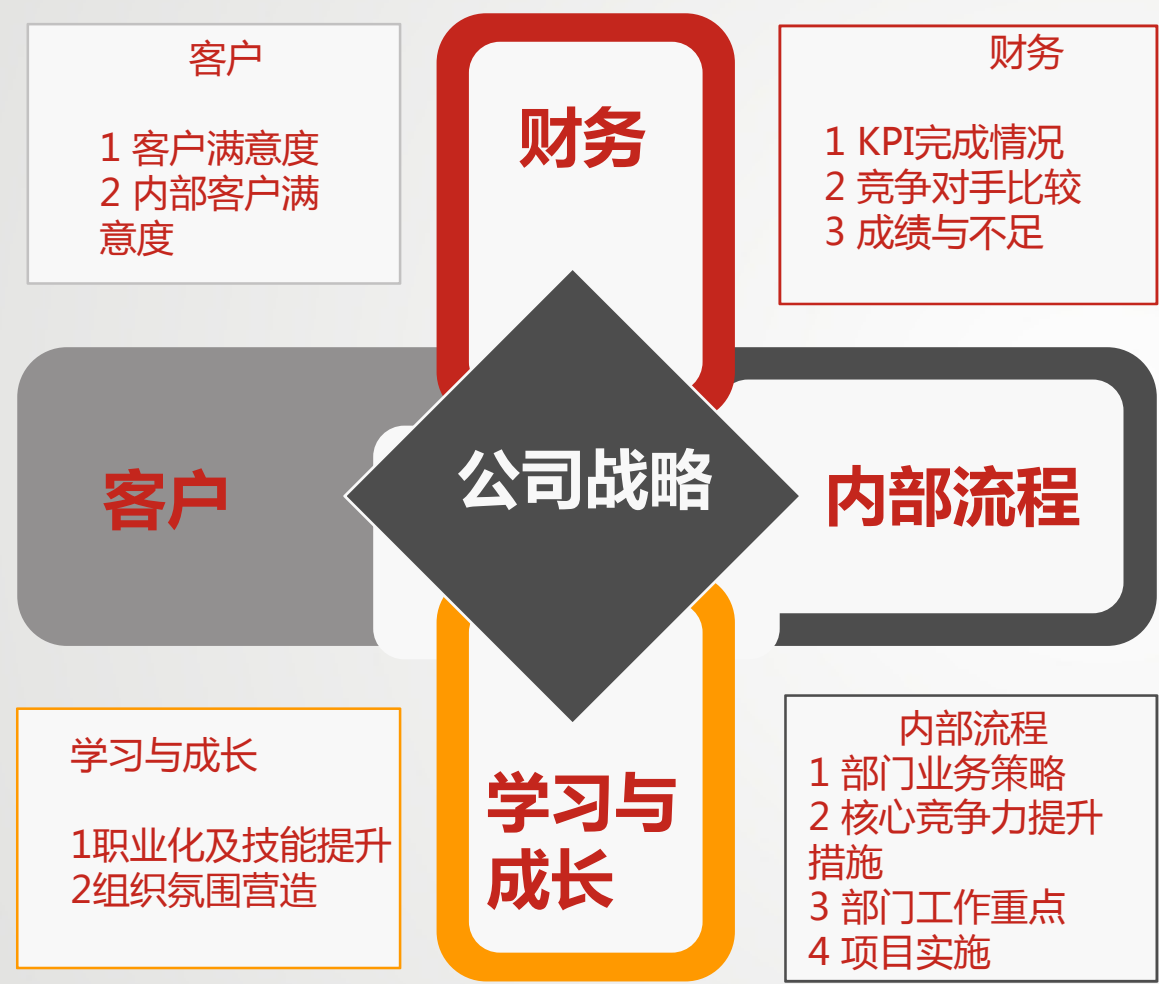 客户
1 客户满意度
2 内部客户满
意度
财务
财务
1 KPI完成情况
2 竞争对手比较
3 成绩与不足
客户
公司战略
内部流程
学习与成长
1职业化及技能提升
2组织氛围营造
学习与
成长
内部流程
1 部门业务策略
2 核心竞争力提升
措施
3 部门工作重点
4 项目实施